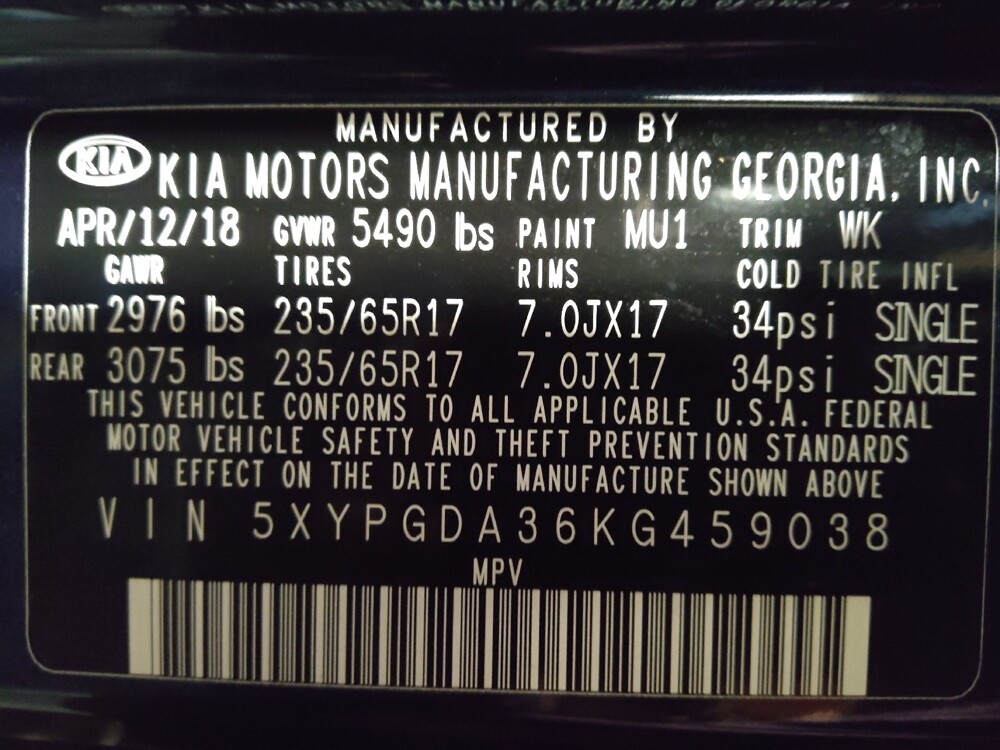 MANUFACTURED BY
KIA KIA MOTORS MANUFACTURING GEORGIA, INC.
APR/12/18 GVWR 5490 lbs PAINT MU1 TRIM WK
GAWR TIRES RIMS COLD TIRE INFL
FRONT 2976 lbs 235/65R17 7.0JX17 34psi SINGLE
REAR 3075 lbs 235/65R17 7.0JX17 34psi SINGLE
THIS VEHICLE CONFORMS TO ALL APPLICABLE U.S.A. FEDERAL
MOTOR VEHICLE SAFETY AND THEFT PREVENTION STANDARDS
IN EFFECT ON THE DATE OF MANUFACTURE SHOWN ABOVE
VIN 5XYPGDA36KG459038
MPV